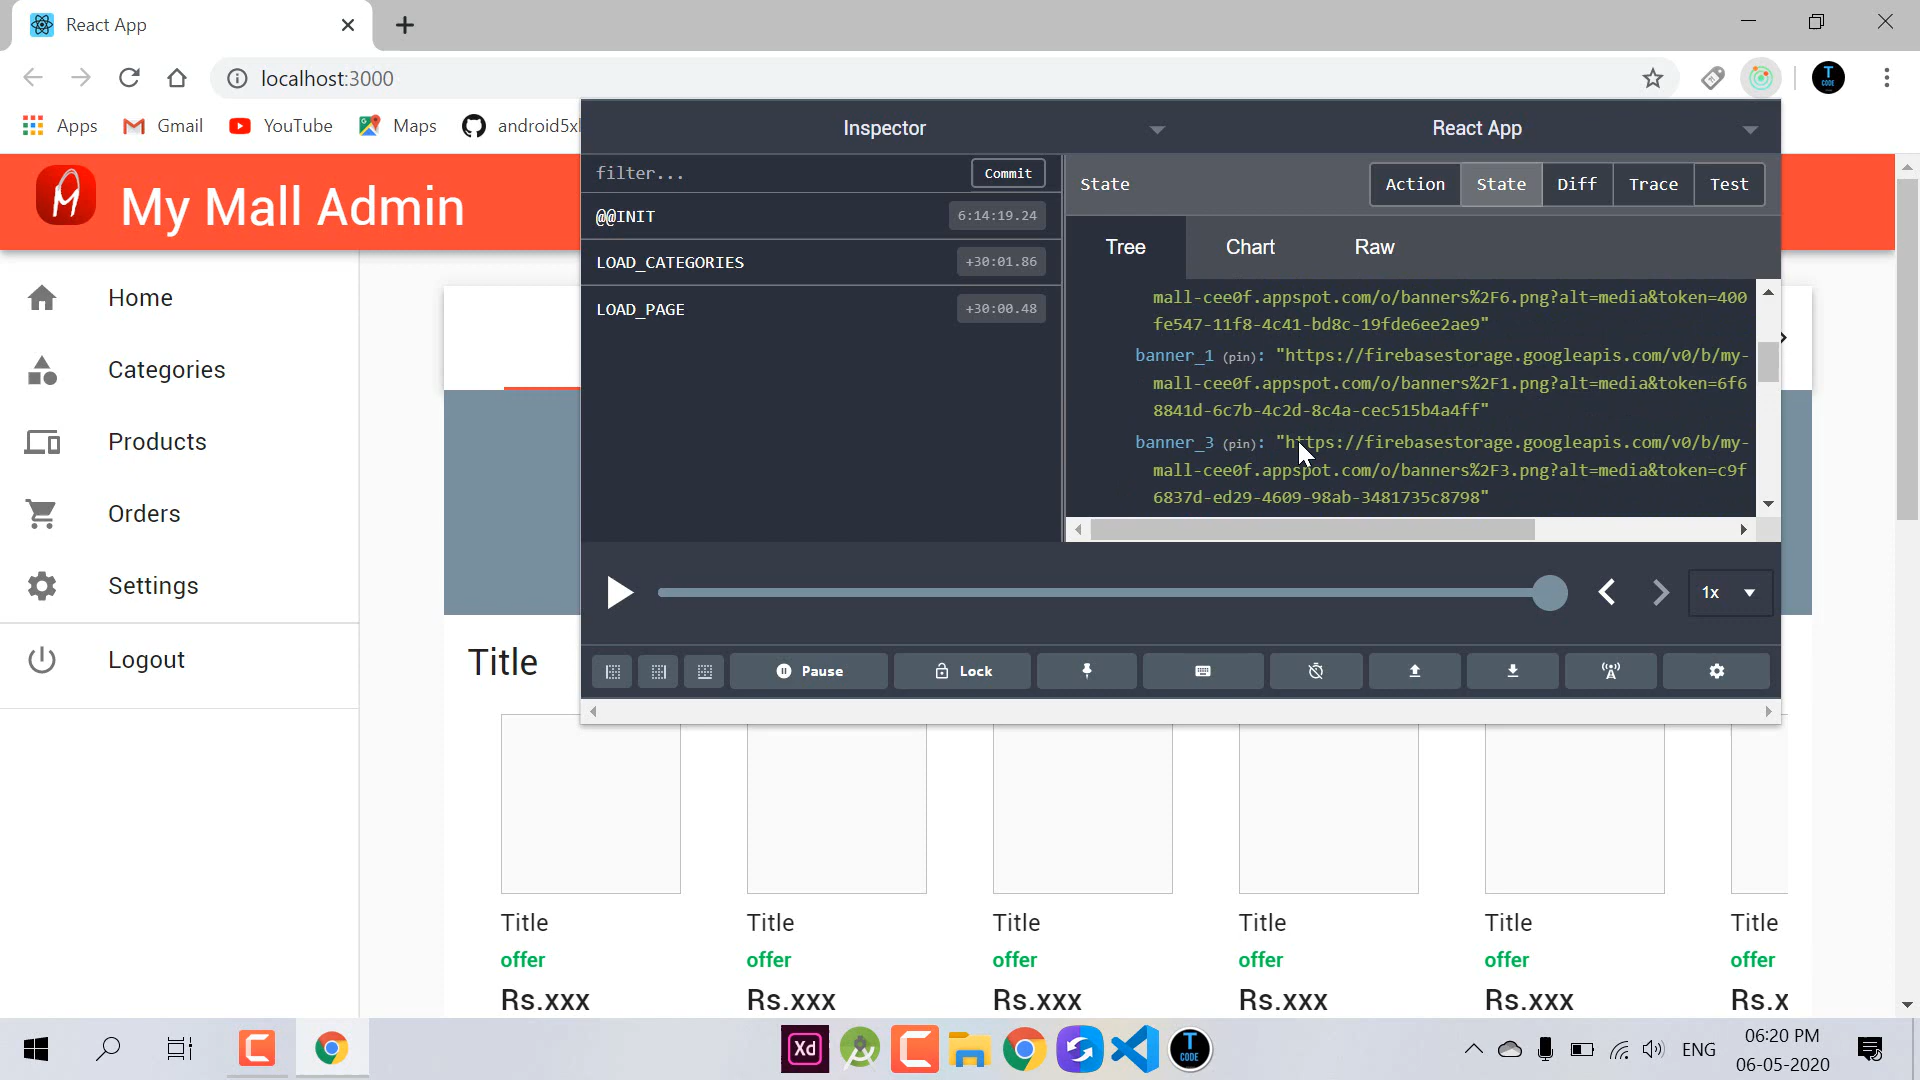 React App
localhost:3000
T
CODE
Apps
Gmail
YouTube
Maps
android5xl
Inspector
React App
filter...
Commit
State
Action
State
Diff
Trace
Test
My Mall Admin
@@INIT
6:14:19.24
Tree
Chart
Raw
LOAD_CATEGORIES
+30:01.86
LOAD_PAGE
+30:00.48
mall-cee0f.appspot.com/o/banners%2F6.png?alt=media&token=400
fe547-11f8-4c41-bd8c-19fde6ee2ae9"
banner_1 (pin): "https://firebasestorage.googleapis.com/v0/b/my-
mall-cee0f.appspot.com/o/banners%2F1.png?alt=media&token=6f6
8841d-6c7b-4c2d-8c4a-cec515b4a4ff"
banner_3 (pin): "https://firebasestorage.googleapis.com/v0/b/my-
mall-cee0f.appspot.com/o/banners%2F3.png?alt=media&token=c9f
6837d-ed29-4609-98ab-3481735c8798"
Home
Categories
Products
Orders
Settings
Logout
1x
Pause
Lock
Title
Title
offer
Rs.xxx
Title
offer
Rs.xxx
Title
offer
Rs.xxx
Title
offer
Rs.xxx
Title
offer
Rs.xxx
Title
offer
Rs.x
Xd
T
CODE
ENG
06:20 PM
06-05-2020